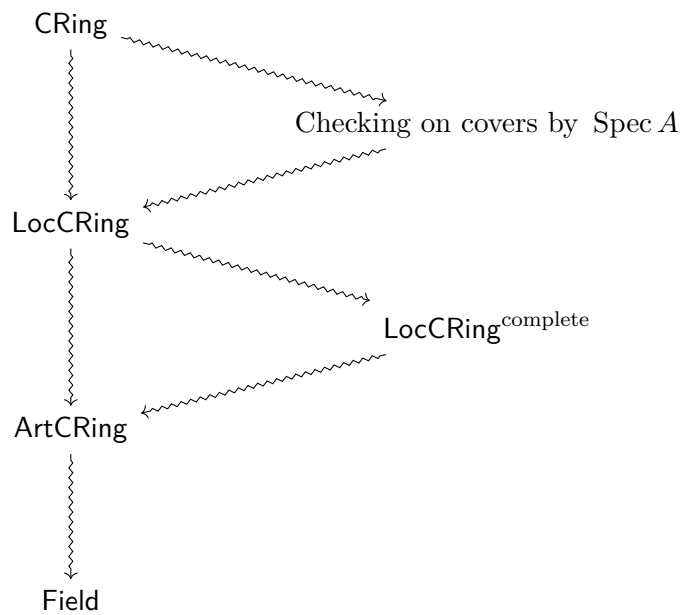 CRing
Checking on covers by Spec A
LocCRing
LocCRing^complete
ArtCRing
Field